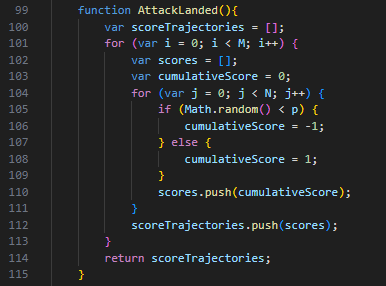 99 function AttackLanded(){
100 var scoreTrajectories = [];
101 for (var i = 0; i < M; i++) {
102 var scores = [];
103 var cumulativeScore = 0;
104 for (var j = 0; j < N; j++) {
105 if (Math.random() < p) {
106 cumulativeScore = -1;
107 } else {
108 cumulativeScore = 1;
109 }
110 scores.push(cumulativeScore);
111 }
112 scoreTrajectories.push(scores);
113 }
114 return scoreTrajectories;
115 }